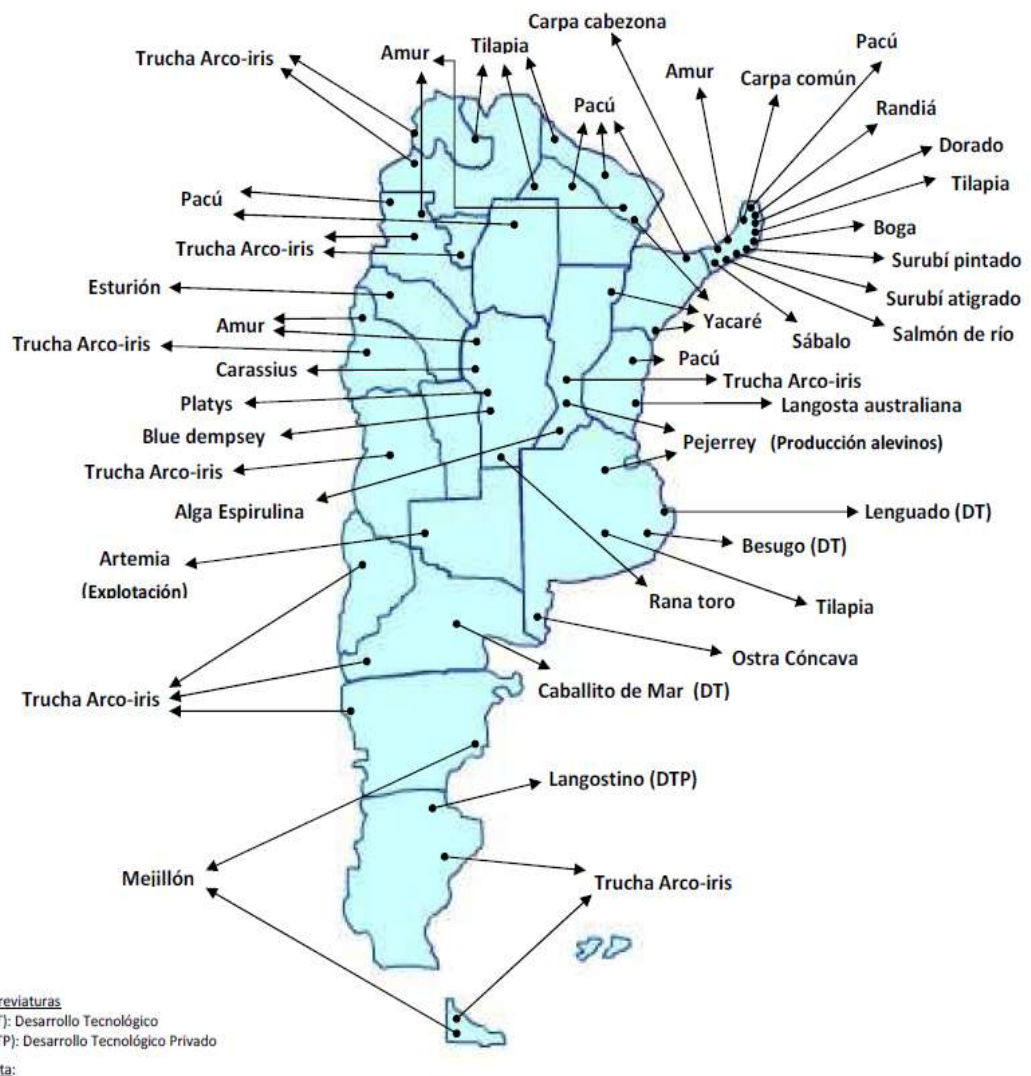 Carpa cabezona
Pacú
Trucha Arco-iris
Amur
Tilapia
Amur
Carpa común
Pacú
Randiá
Dorado
Tilapia
Pacú
Boga
Trucha Arco-iris
Surubí pintado
Esturión
Surubí atigrado
Yacaré
Amur
Salmón de río
Sábalo
Trucha Arco-iris
Pacú
Carassius
Trucha Arco-iris
Platys
Langosta australiana
Blue dempsey
Pejerrey (Producción alevinos)
Trucha Arco-iris
Alga Espirulina
Lenguado (DT)
Besugo (DT)
Artemia
(Explotación)
Rana toro
Tilapia
Ostra Cóncava
Caballito de Mar (DT)
Trucha Arco-iris
Langostino (DTP)
Mejillón
Trucha Arco-iris
reviaturas
T): Desarrollo Tecnológico
TP): Desarrollo Tecnológico Privado
ta: